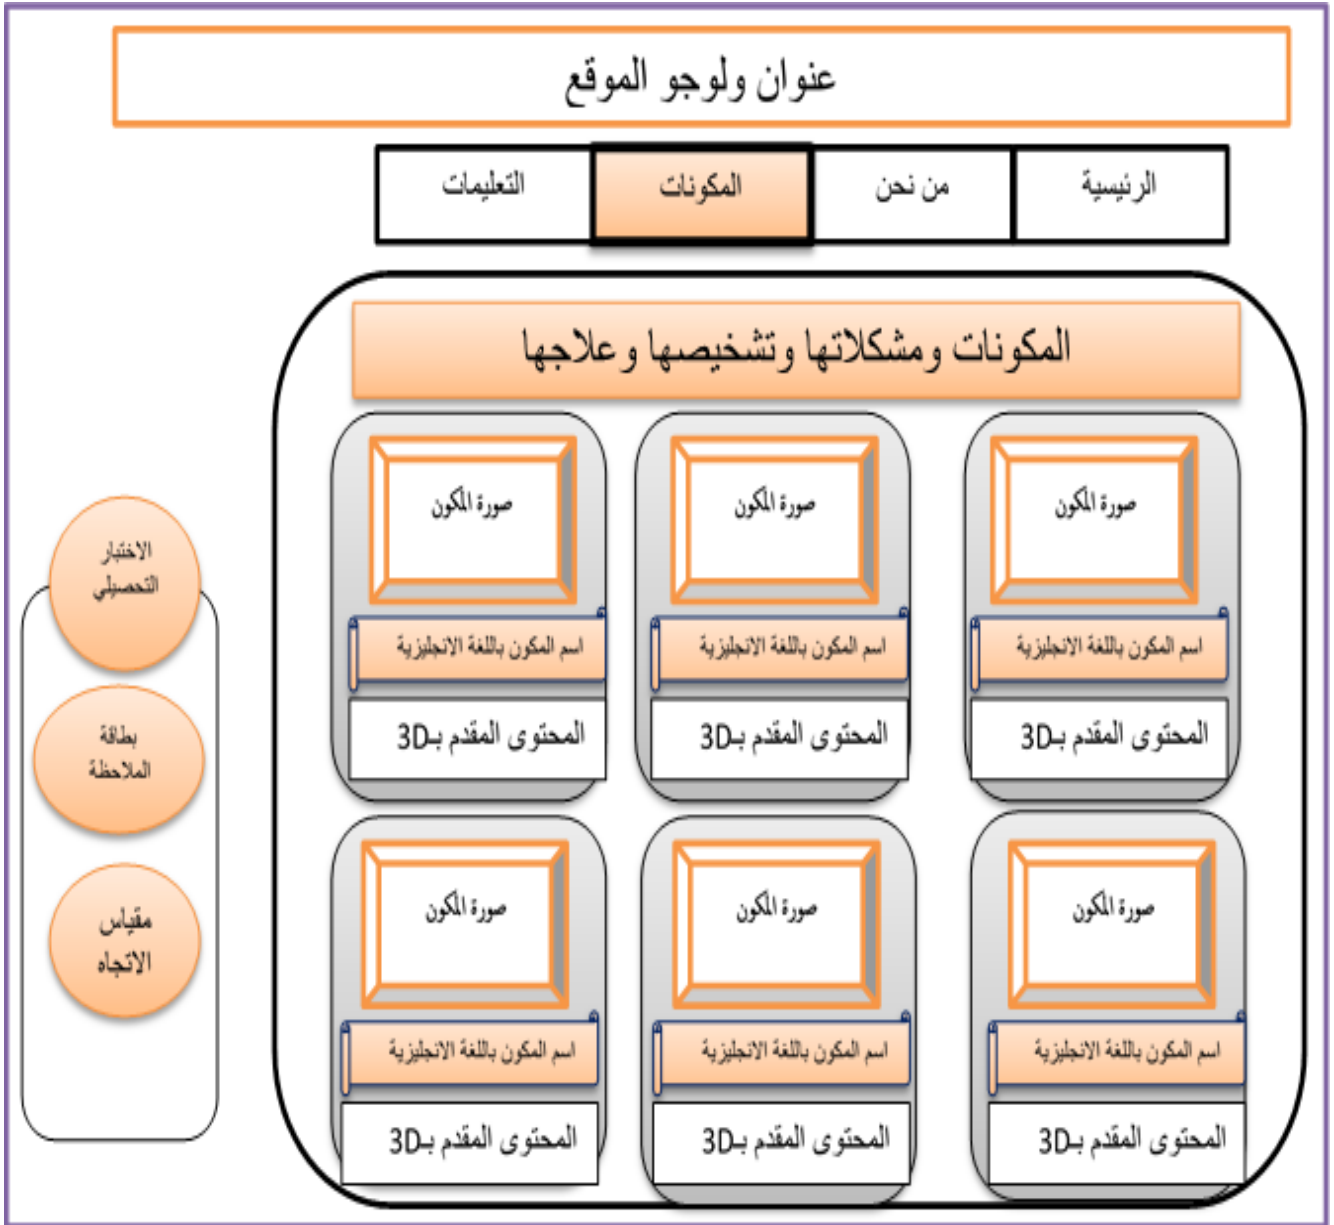 عنوان ولوجو الموقع
الرئيسية
من نحن
المكونات
التعليمات
المكونات ومشكلاتها وتشخيصها وعلاجها
صورة المكون
صورة المكون
صورة المكون
اسم المكون باللغة الانجليزية
اسم المكون باللغة الانجليزية
اسم المكون باللغة الانجليزية
المحتوى المقدم بـ3D
المحتوى المقدم بـ3D
المحتوى المقدم بـ3D
صورة المكون
صورة المكون
صورة المكون
اسم المكون باللغة الانجليزية
اسم المكون باللغة الانجليزية
اسم المكون باللغة الانجليزية
المحتوى المقدم بـ3D
المحتوى المقدم بـ3D
المحتوى المقدم بـ3D
الاختبار
التحصيلي
بطاقة
الملاحظة
مقياس
الاتجاه